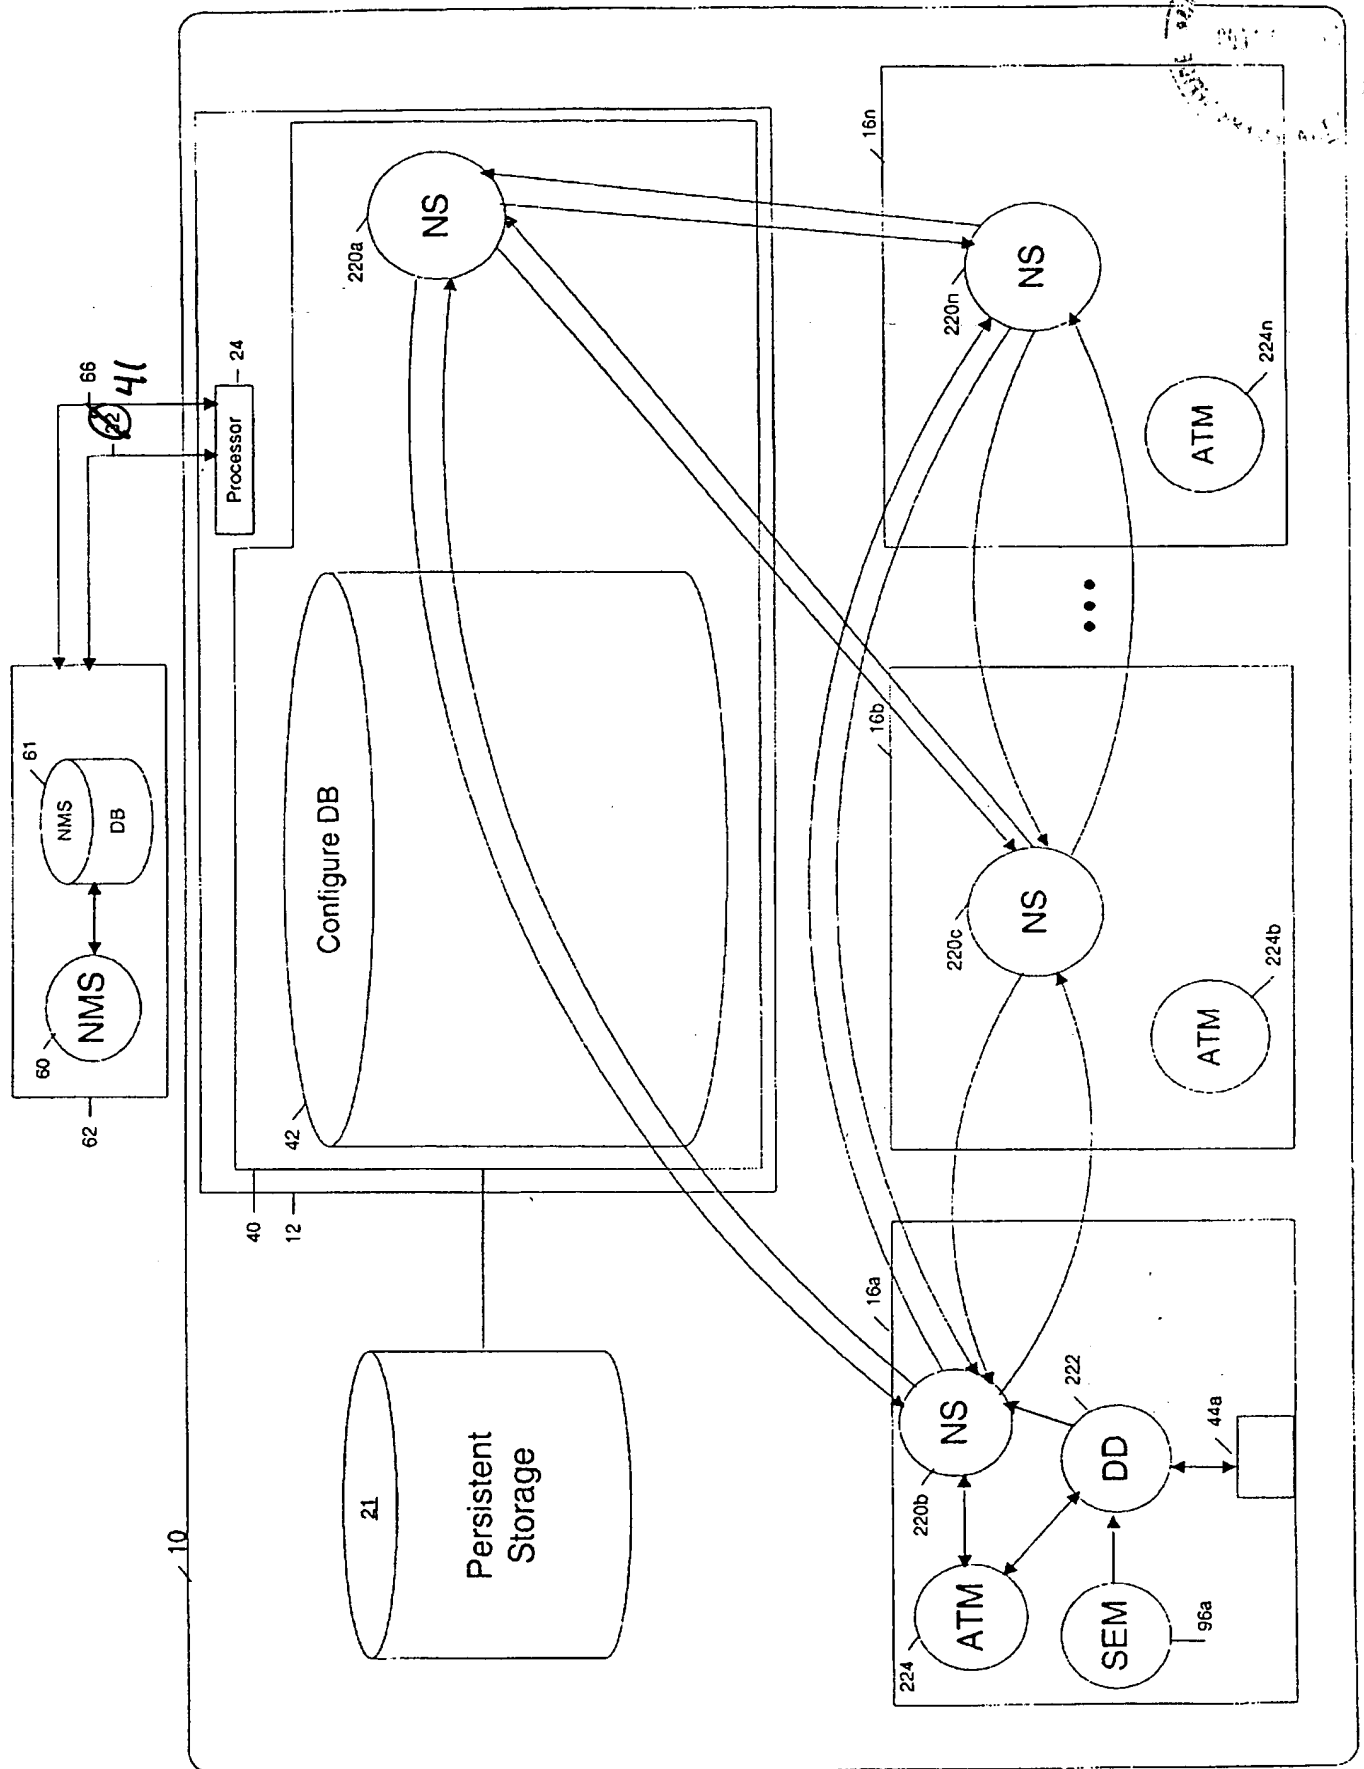 62
60
NMS
NMS
DB
61
66
32
41
10
21
Persistent
Storage
40
12
42
Configure DB
Processor
24
220a
NS
16a
220b
NS
224
ATM
222
DD
SEM
96a
44a
16b
220c
NS
ATM
224b
16n
220n
NS
ATM
224n